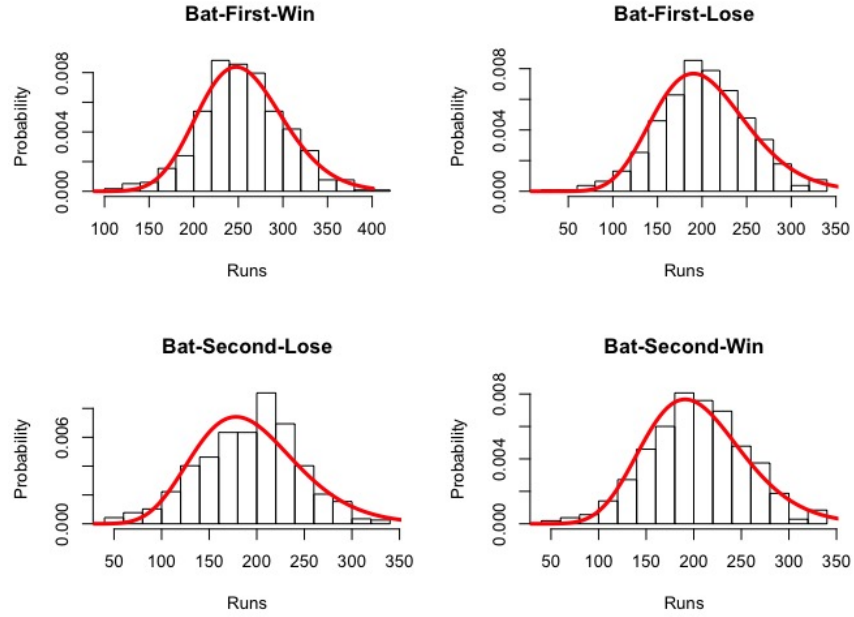 Bat-First-Win
Probability
0.008
0.004
0.000
100 150 200 250 300 350 400
Runs
Bat-First-Lose
Probability
0.008
0.004
0.000
50 100 150 200 250 300 350
Runs
Bat-Second-Lose
Probability
0.006
0.000
50 100 150 200 250 300 350
Runs
Bat-Second-Win
Probability
0.008
0.004
0.000
50 100 150 200 250 300 350
Runs